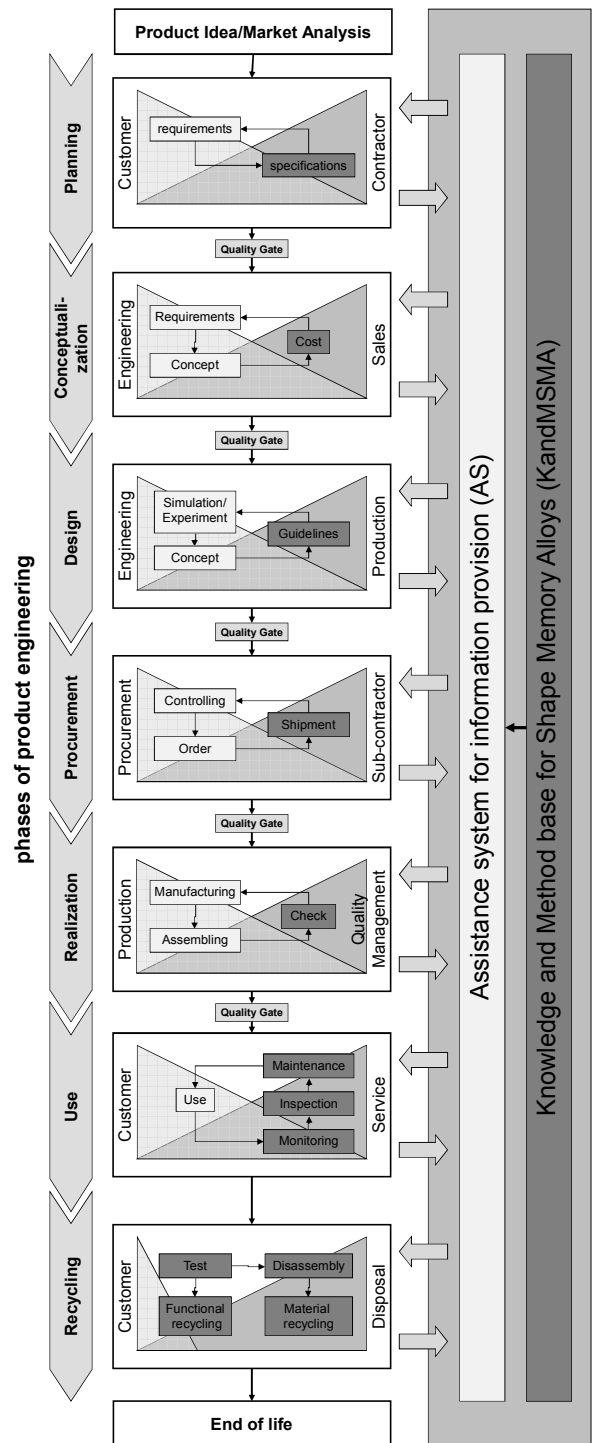 Product Idea/Market Analysis
phases of product engineering
Planning
Customer
requirements
specifications
Contractor
Quality Gate
Conceptuali-
zation
Engineering
Requirements
Concept
Cost
Sales
Quality Gate
Design
Engineering
Simulation/
Experiment
Concept
Guidelines
Production
Quality Gate
Procurement
Procurement
Controlling
Order
Shipment
Sub-contractor
Quality Gate
Realization
Production
Manufacturing
Assembling
Check
Quality
Management
Quality Gate
Use
Customer
Use
Maintenance
Inspection
Monitoring
Service
Recycling
Customer
Test
Disassembly
Functional
recycling
Material
recycling
Disposal
End of life
Assistance system for information provision (AS)
Knowledge and Method base for Shape Memory Alloys (KandMSMA)